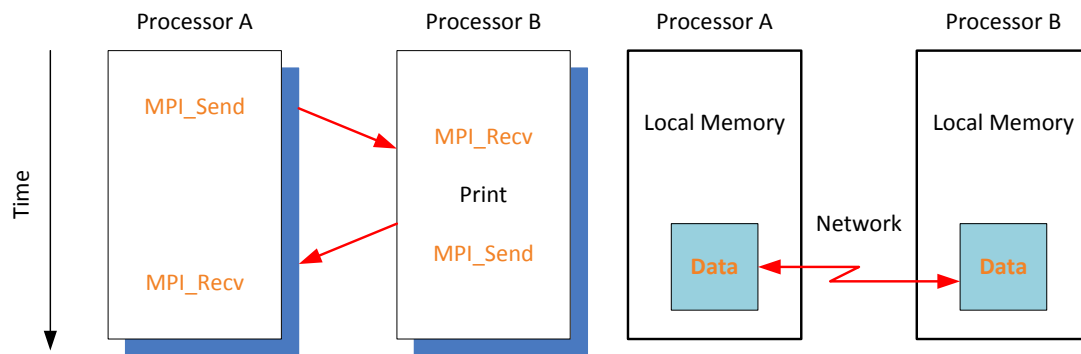 Processor A
Processor B
Processor A
Processor B
Time
MPI_Send
MPI_Recv
Print
MPI_Send
MPI_Recv
Local Memory
Local Memory
Network
Data
Data